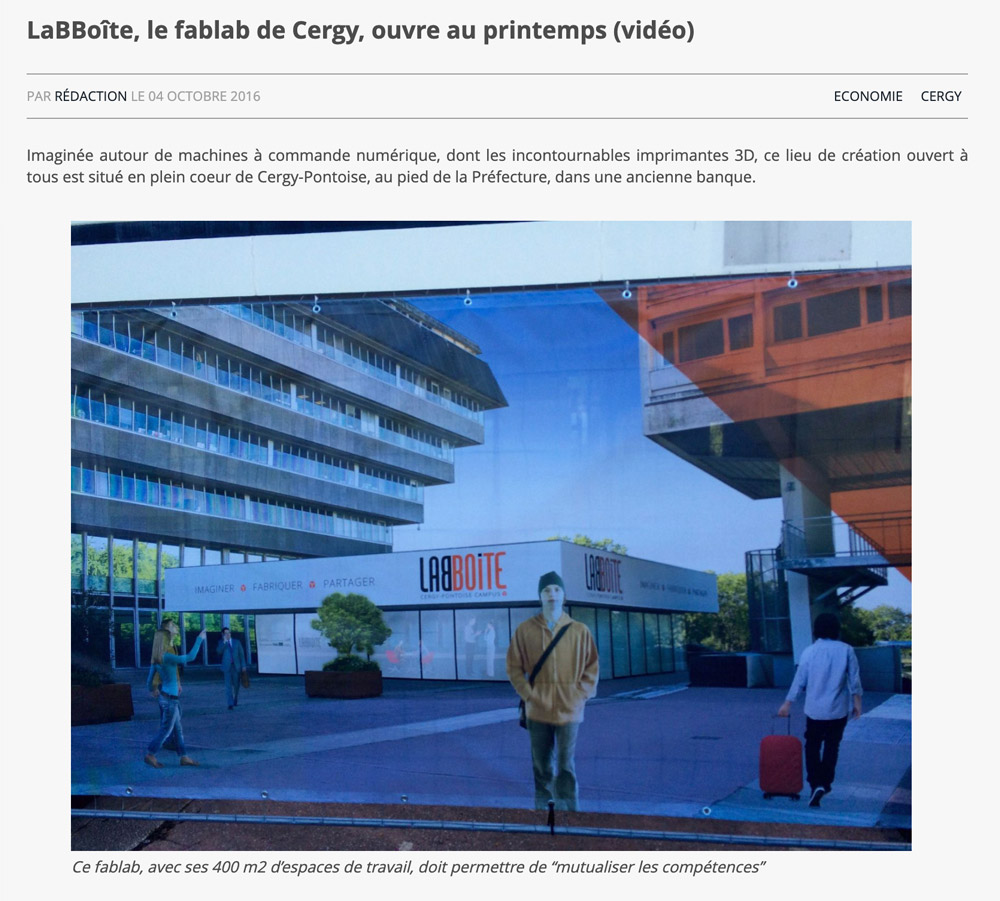 LaBBoîte, le fablab de Cergy, ouvre au printemps (vidéo)
PAR RÉDACTION LE 04 OCTOBRE 2016
ECONOMIE CERGY
Imaginée autour de machines à commande numérique, dont les incontournables imprimantes 3D, ce lieu de création ouvert à
tous est situé en plein coeur de Cergy-Pontoise, au pied de la Préfecture, dans une ancienne banque.
IMAGINER FABRIQUER PARTAGER
LABBOiTE
CERGY PONTOISE CAMPUS
LABBOiTE
Ce fablab, avec ses 400 m2 d’espaces de travail, doit permettre de “mutualiser les compétences”